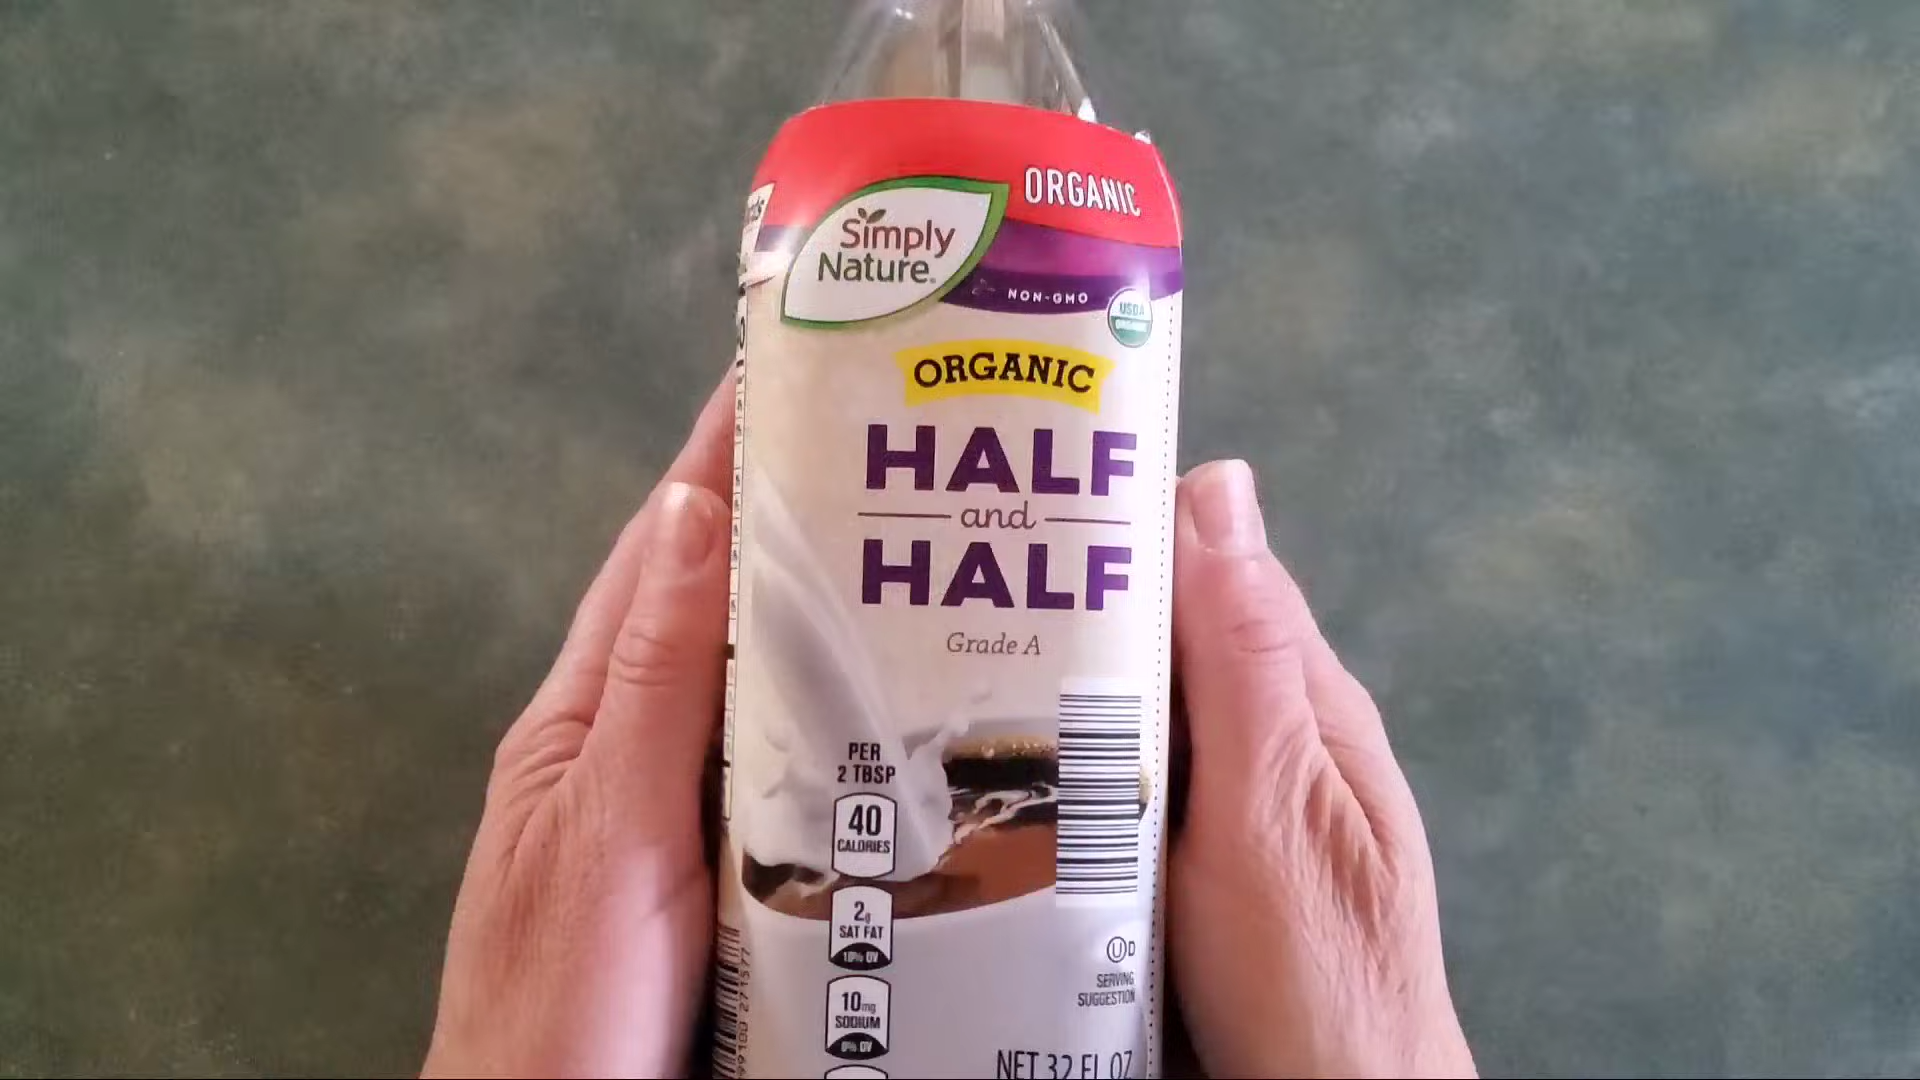 ORGANIC
Simply
Nature
NON-GMO
USDA
ORGANIC
ORGANIC
HALF
and
HALF
Grade A
PER
2 TBSP
40
CALORIES
2g
SAT FAT
10% DV
10mg
SODIUM
0% DV
UD
SERVING
SUGGESTION
NET 32 FL OZ